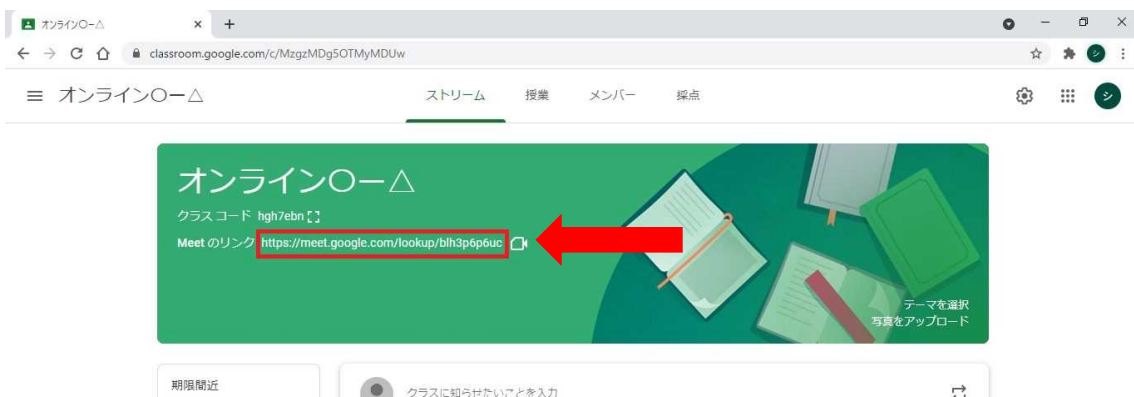 オンライン〇ー△
classroom.google.com/c/MzgzMDg5OTMyMDUw
シ
オンライン〇ー△
ストリーム 授業 メンバー 採点
シ
オンライン〇ー△
クラス コード hgh7ebn
Meet のリンク https://meet.google.com/lookup/blh3p6p6uc
テーマを選択
写真をアップロード
期限間近
クラスに知らせたいことを入力